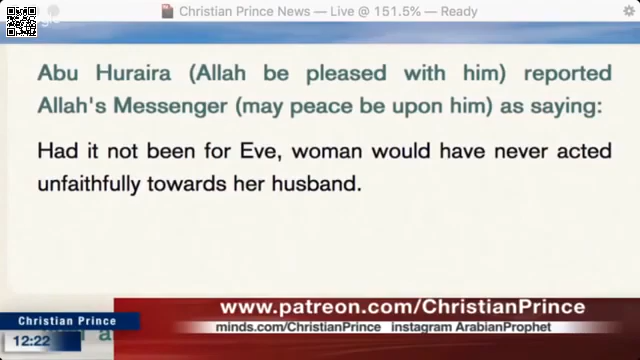 Christian Prince News — Live @ 151.5% — Ready
Abu Huraira (Allah be pleased with him) reported
Allah's Messenger (may peace be upon him) as saying:
Had it not been for Eve, woman would have never acted
unfaithfully towards her husband.
www.patreon.com/ChristianPrince
Christian Prince
minds.com/ChristianPrince instagram ArabianProphet
12:22